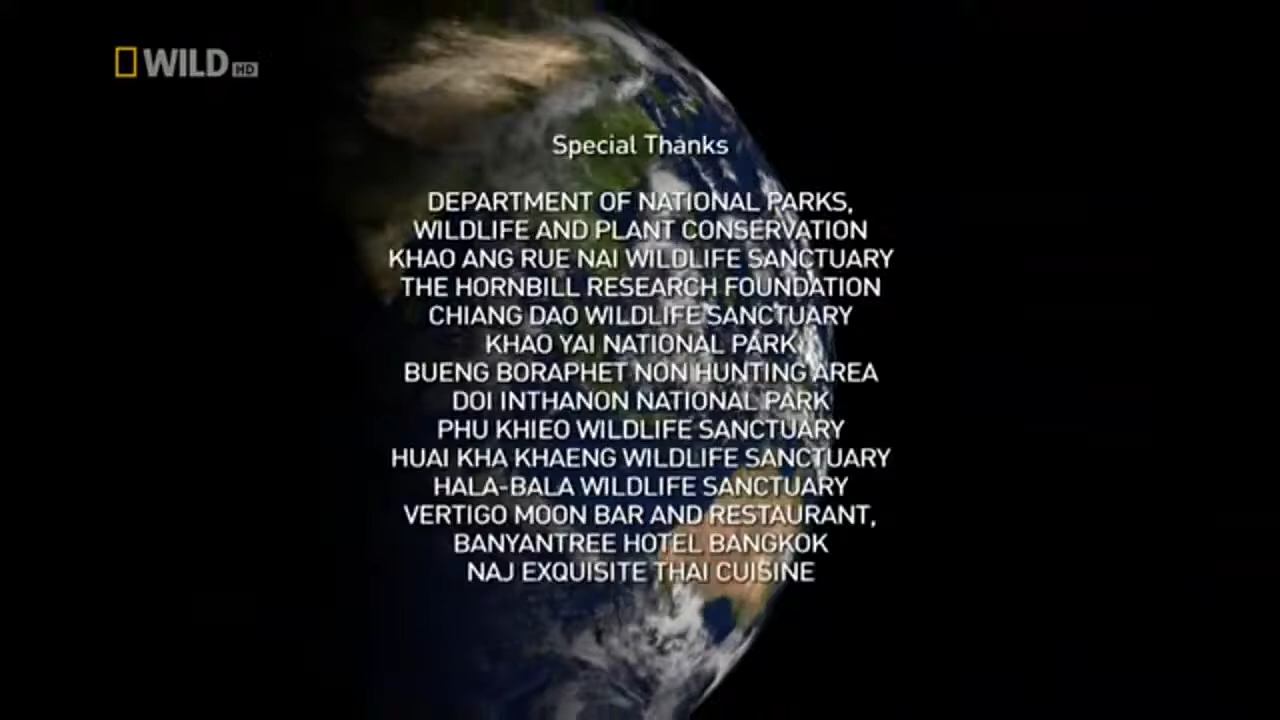 WILD HD
Special Thanks
DEPARTMENT OF NATIONAL PARKS,
WILDLIFE AND PLANT CONSERVATION
KHAO ANG RUE NAI WILDLIFE SANCTUARY
THE HORNBILL RESEARCH FOUNDATION
CHIANG DAO WILDLIFE SANCTUARY
KHAO YAI NATIONAL PARK
BUENG BORAPHET NON HUNTING AREA
DOI INTHANON NATIONAL PARK
PHU KHIEO WILDLIFE SANCTUARY
HUAI KHA KHAENG WILDLIFE SANCTUARY
HALA-BALA WILDLIFE SANCTUARY
VERTIGO MOON BAR AND RESTAURANT,
BANYANTREE HOTEL BANGKOK
NAJ EXQUISITE THAI CUISINE